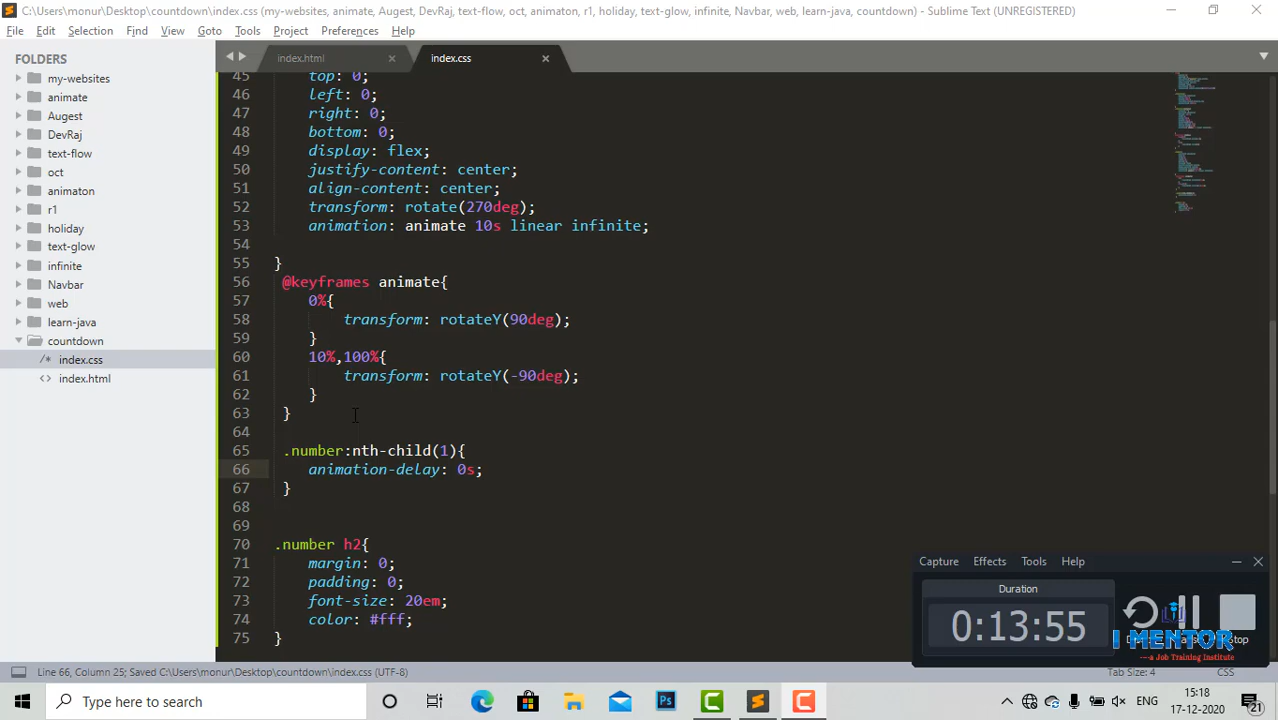 C:\Users\monur\Desktop\countdown\index.css (my-websites, animate, Augest, DevRaj, text-flow, oct, animaton, r1, holiday, text-glow, infinite, Navbar, web, learn-java, countdown) - Sublime Text (UNREGISTERED)
File Edit Selection Find View Goto Tools Project Preferences Help
FOLDERS
my-websites
animate
Augest
DevRaj
text-flow
oct
animaton
r1
holiday
text-glow
infinite
Navbar
web
learn-java
countdown
/* index.css
<> index.html
index.html index.css
45 top: 0;
46 left: 0;
47 right: 0;
48 bottom: 0;
49 display: flex;
50 justify-content: center;
51 align-content: center;
52 transform: rotate(270deg);
53 animation: animate 10s linear infinite;
54
55 }
56 @keyframes animate{
57 0%{
58 transform: rotateY(90deg);
59 }
60 10%,100%{
61 transform: rotateY(-90deg);
62 }
63 }
64
65 .number:nth-child(1){
66 animation-delay: 0s;
67 }
68
69
70 .number h2{
71 margin: 0;
72 padding: 0;
73 font-size: 20em;
74 color: #fff;
75 }
Capture Effects Tools Help
Duration
0:13:55
I MENTOR
—a Job Training Institute
Line 66, Column 25; Saved C:\Users\monur\Desktop\countdown\index.css (UTF-8)
Tab Size: 4
CSS
Type here to search
Ps
ENG
15:18
17-12-2020
21